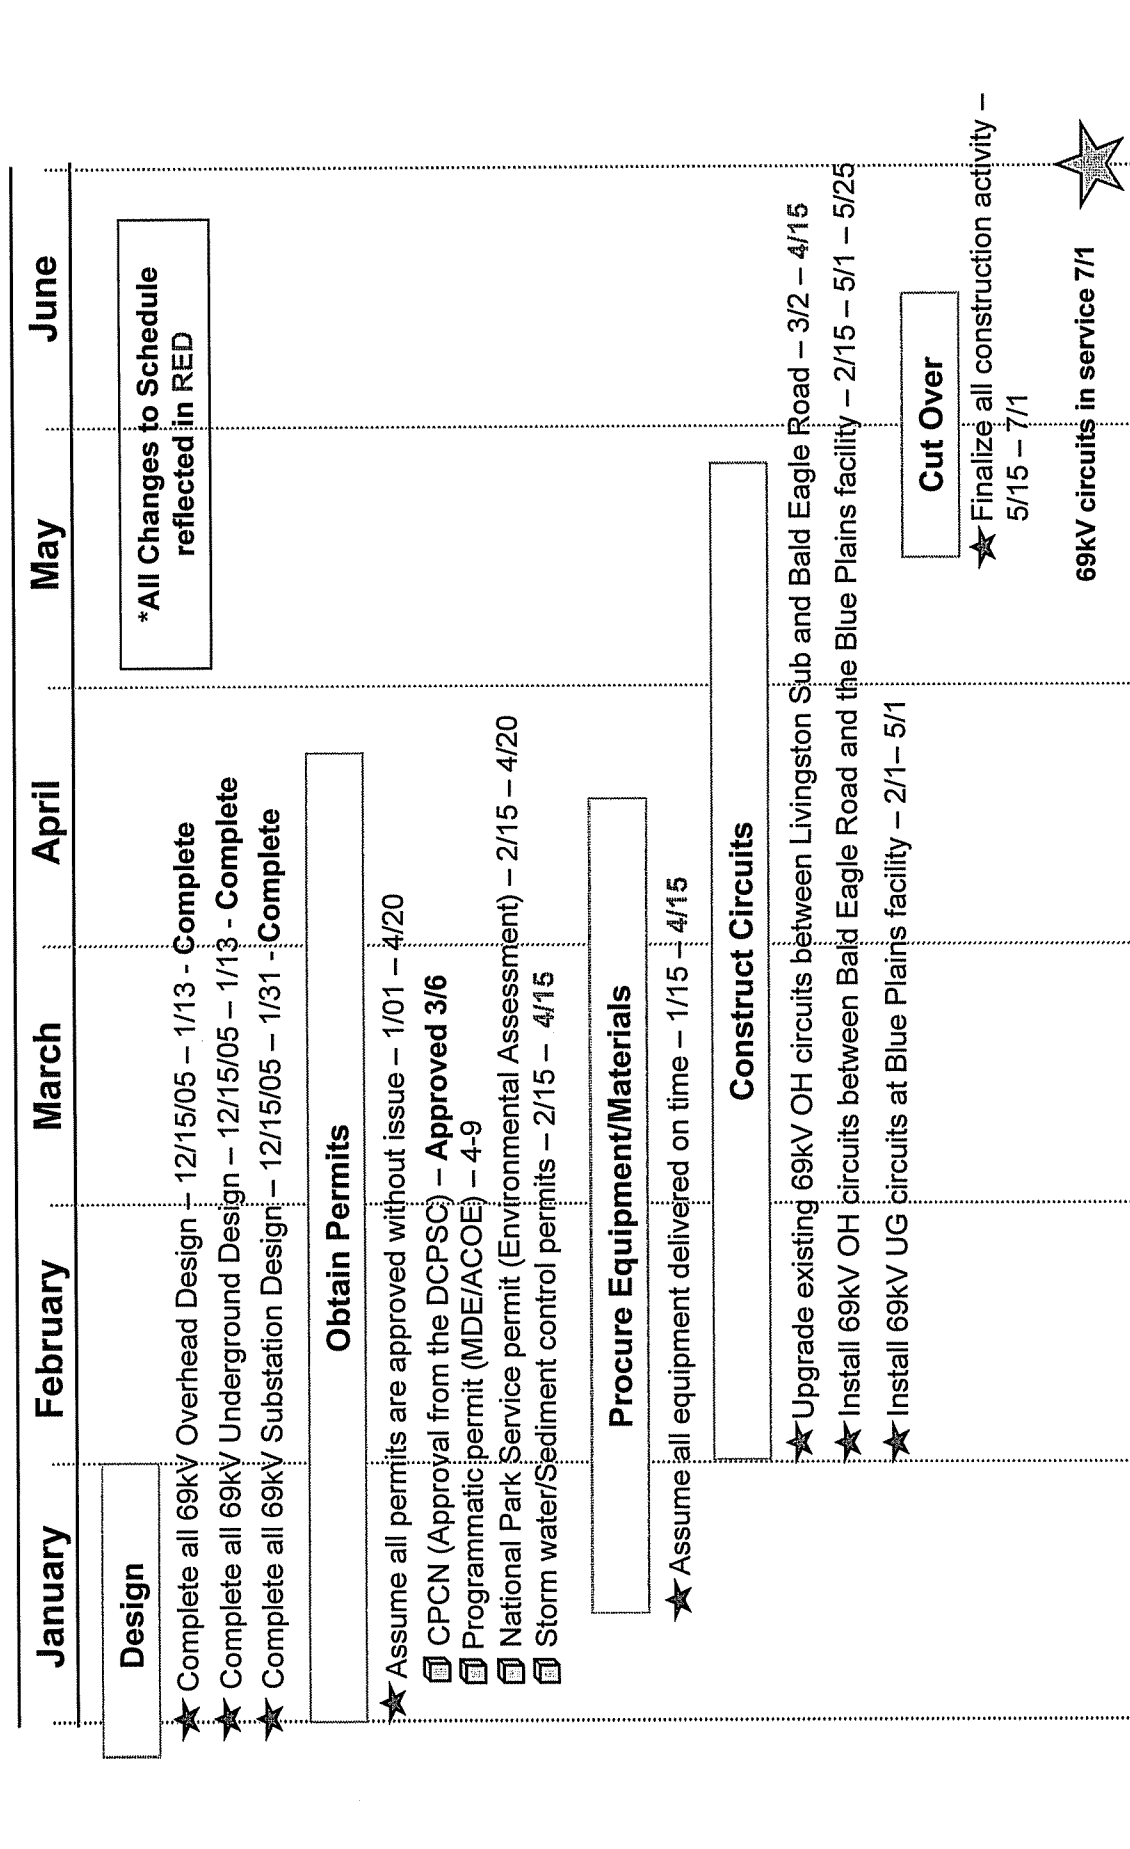 January February March April May June
*All Changes to Schedule
reflected in RED
Design
Complete all 69kV Overhead Design – 12/15/05 – 1/13 - Complete
Complete all 69kV Underground Design – 12/15/05 – 1/13 - Complete
Complete all 69kV Substation Design – 12/15/05 – 1/31 - Complete
Obtain Permits
Assume all permits are approved without issue – 1/01 – 4/20
CPCN (Approval from the DCPSC) – Approved 3/6
Programmatic permit (MDE/ACOE) – 4-9
National Park Service permit (Environmental Assessment) – 2/15 – 4/20
Storm water/Sediment control permits – 2/15 – 4/15
Procure Equipment/Materials
Assume all equipment delivered on time – 1/15 – 4/15
Construct Circuits
Upgrade existing 69kV OH circuits between Livingston Sub and Bald Eagle Road – 3/2 – 4/15
Install 69kV OH circuits between Bald Eagle Road and the Blue Plains facility – 2/15 – 5/1 – 5/25
Install 69kV UG circuits at Blue Plains facility – 2/1– 5/1
Cut Over
Finalize all construction activity –
5/15 – 7/1
69kV circuits in service 7/1